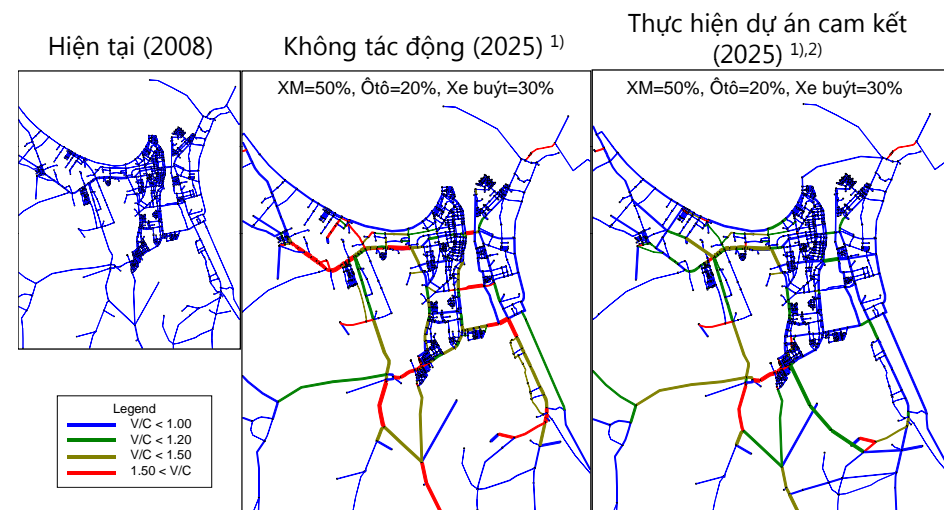 Hiện tại (2008)
Không tác động (2025) 1)
Thực hiện dự án cam kết
(2025) 1),2)
XM=50%, Ôtô=20%, Xe buýt=30%
XM=50%, Ôtô=20%, Xe buýt=30%
Legend
V/C < 1.00
V/C < 1.20
V/C < 1.50
1.50 < V/C